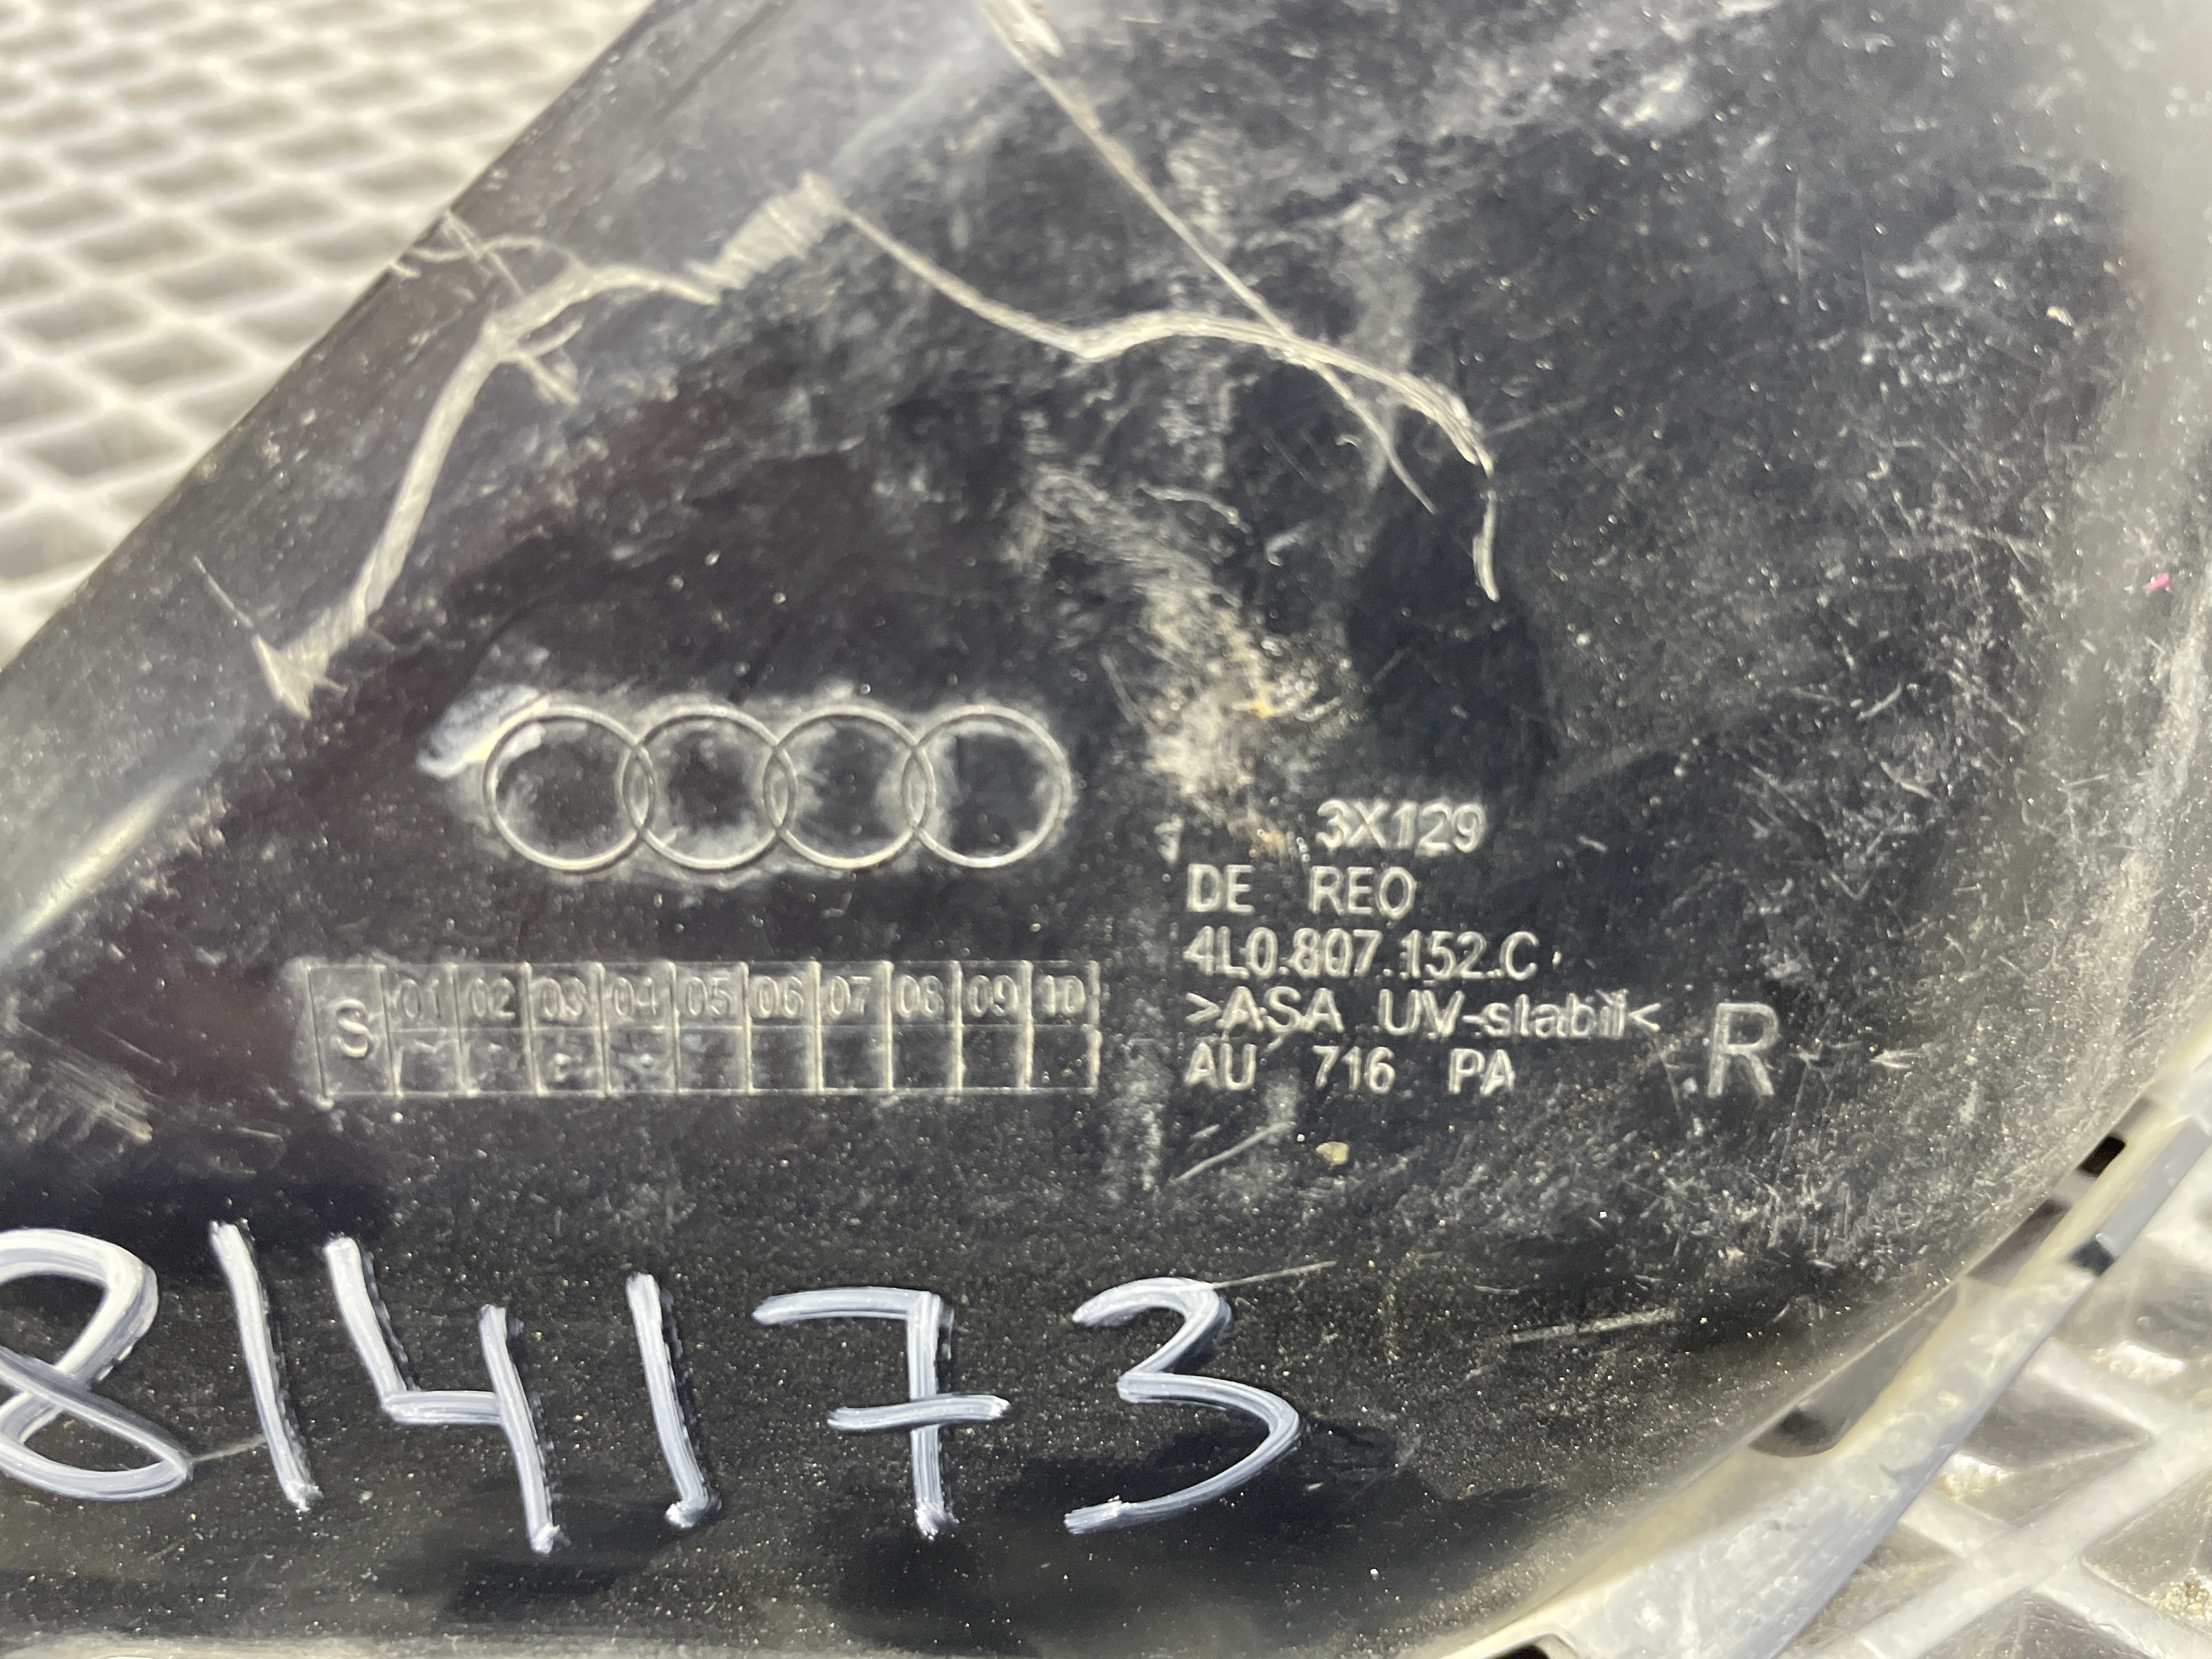 3X129
DE REO
4L0.807.152.C
>ASA UV-stabil<
AU 716 PA
R
S 01 02 03 04 05 06 07 08 09 10
814173